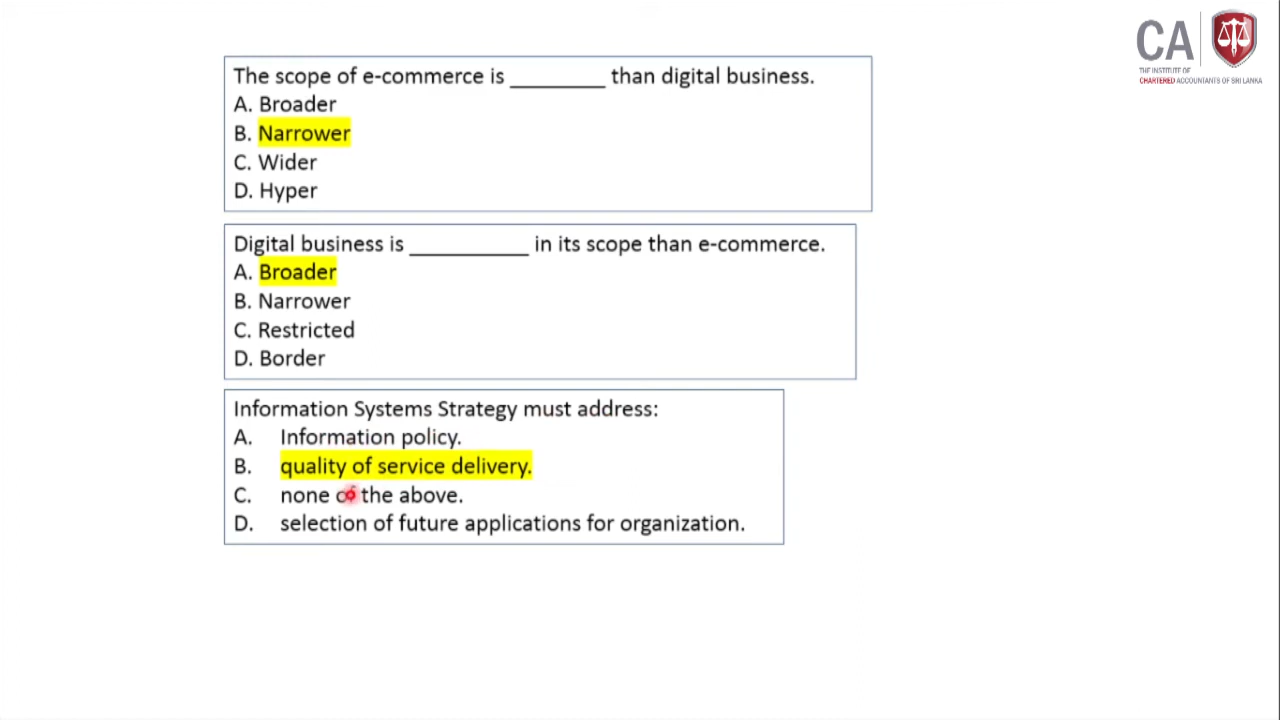 CA
THE INSTITUTE OF
CHARTERED ACCOUNTANTS OF SRI LANKA
The scope of e-commerce is _________ than digital business.
A. Broader
B. Narrower
C. Wider
D. Hyper
Digital business is ___________ in its scope than e-commerce.
A. Broader
B. Narrower
C. Restricted
D. Border
Information Systems Strategy must address:
A. Information policy.
B. quality of service delivery.
C. none of the above.
D. selection of future applications for organization.